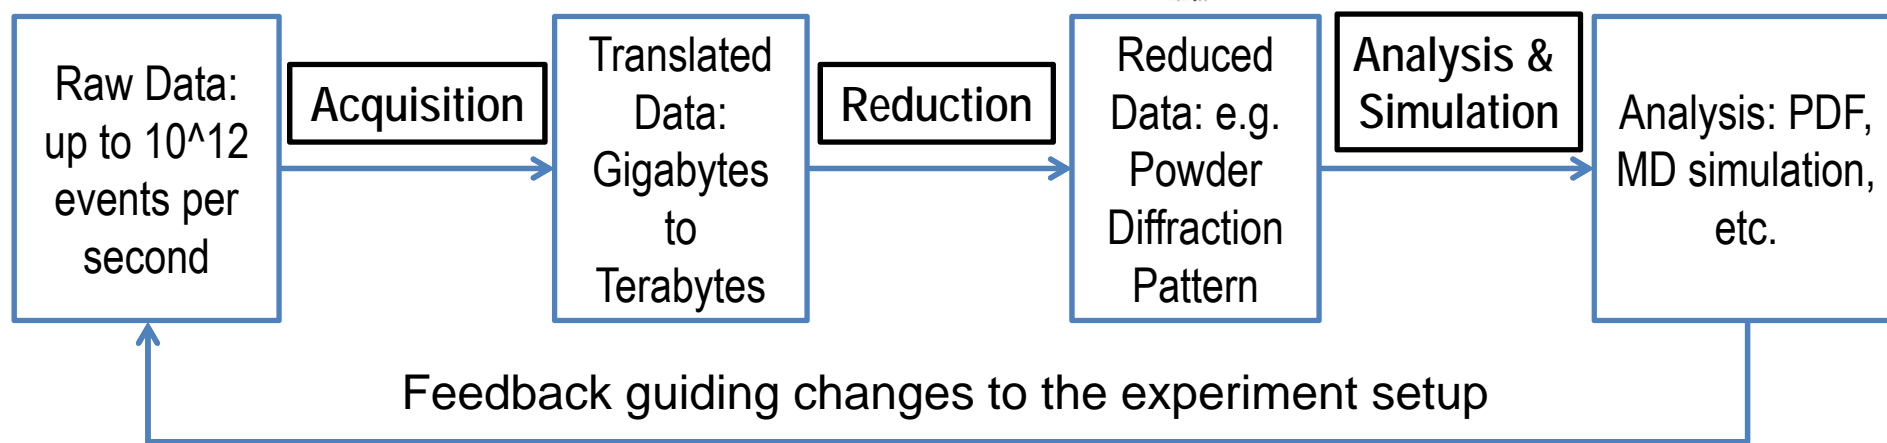 Raw Data:
up to 10^12
events per
second
Acquisition
Translated
Data:
Gigabytes
to
Terabytes
Reduction
Reduced
Data: e.g.
Powder
Diffraction
Pattern
Analysis &
Simulation
Analysis: PDF,
MD simulation,
etc.
Feedback guiding changes to the experiment setup